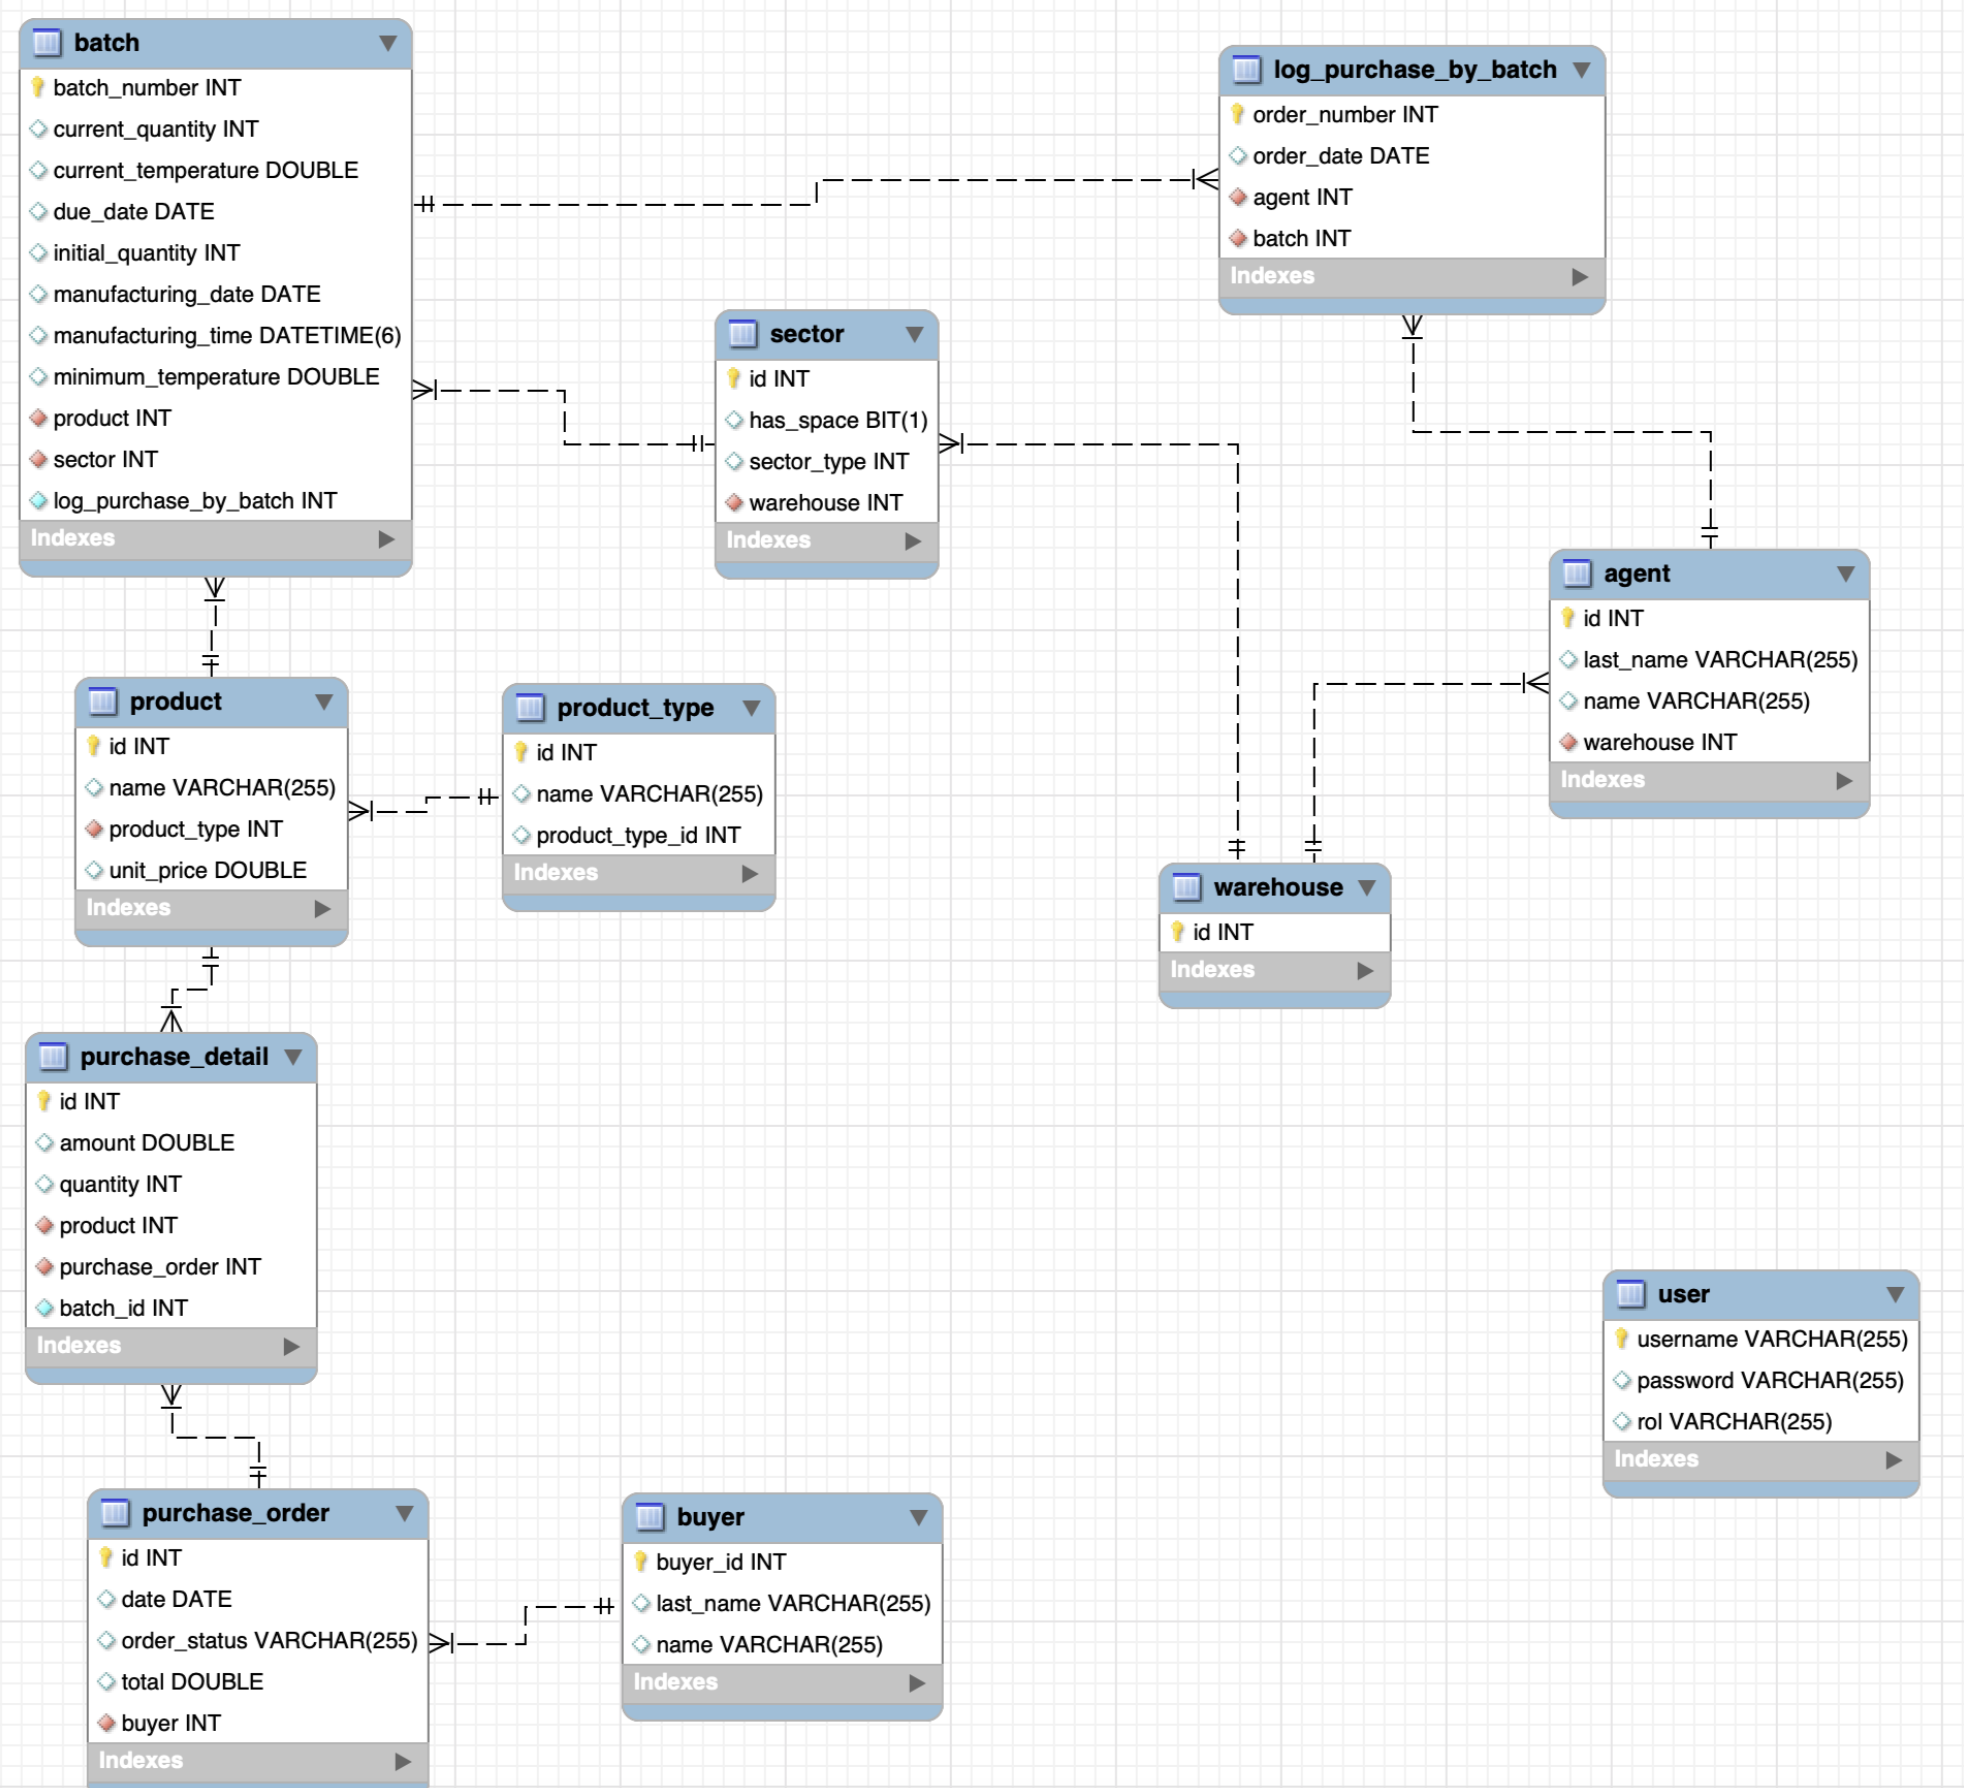 batch
batch_number INT
current_quantity INT
current_temperature DOUBLE
due_date DATE
initial_quantity INT
manufacturing_date DATE
manufacturing_time DATETIME(6)
minimum_temperature DOUBLE
product INT
sector INT
log_purchase_by_batch INT
Indexes
log_purchase_by_batch
order_number INT
order_date DATE
agent INT
batch INT
Indexes
sector
id INT
has_space BIT(1)
sector_type INT
warehouse INT
Indexes
agent
id INT
last_name VARCHAR(255)
name VARCHAR(255)
warehouse INT
Indexes
product
id INT
name VARCHAR(255)
product_type INT
unit_price DOUBLE
Indexes
product_type
id INT
name VARCHAR(255)
product_type_id INT
Indexes
warehouse
id INT
Indexes
purchase_detail
id INT
amount DOUBLE
quantity INT
product INT
purchase_order INT
batch_id INT
Indexes
user
username VARCHAR(255)
password VARCHAR(255)
rol VARCHAR(255)
Indexes
purchase_order
id INT
date DATE
order_status VARCHAR(255)
total DOUBLE
buyer INT
Indexes
buyer
buyer_id INT
last_name VARCHAR(255)
name VARCHAR(255)
Indexes